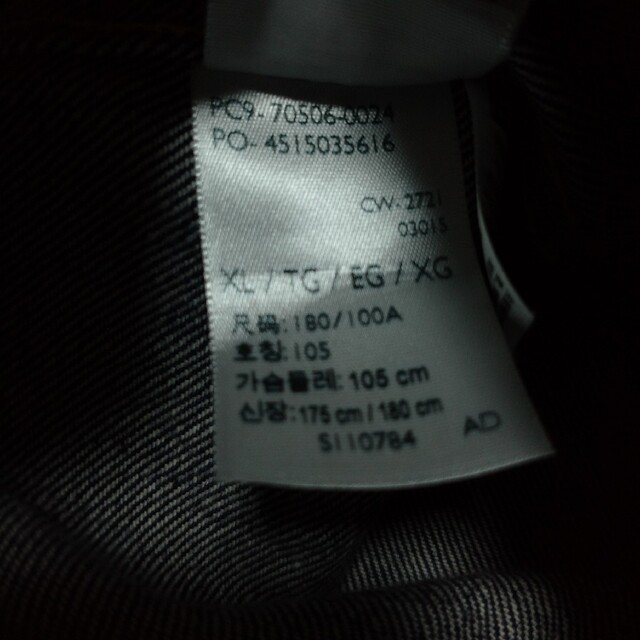 PC9-70506-0024
PO-4515035616
CW-2721
03015
XL / TG / EG / XG
尺码:180/100A
호칭:105
가슴둘레:105 cm
신장:175 cm / 180 cm
S110784
AD